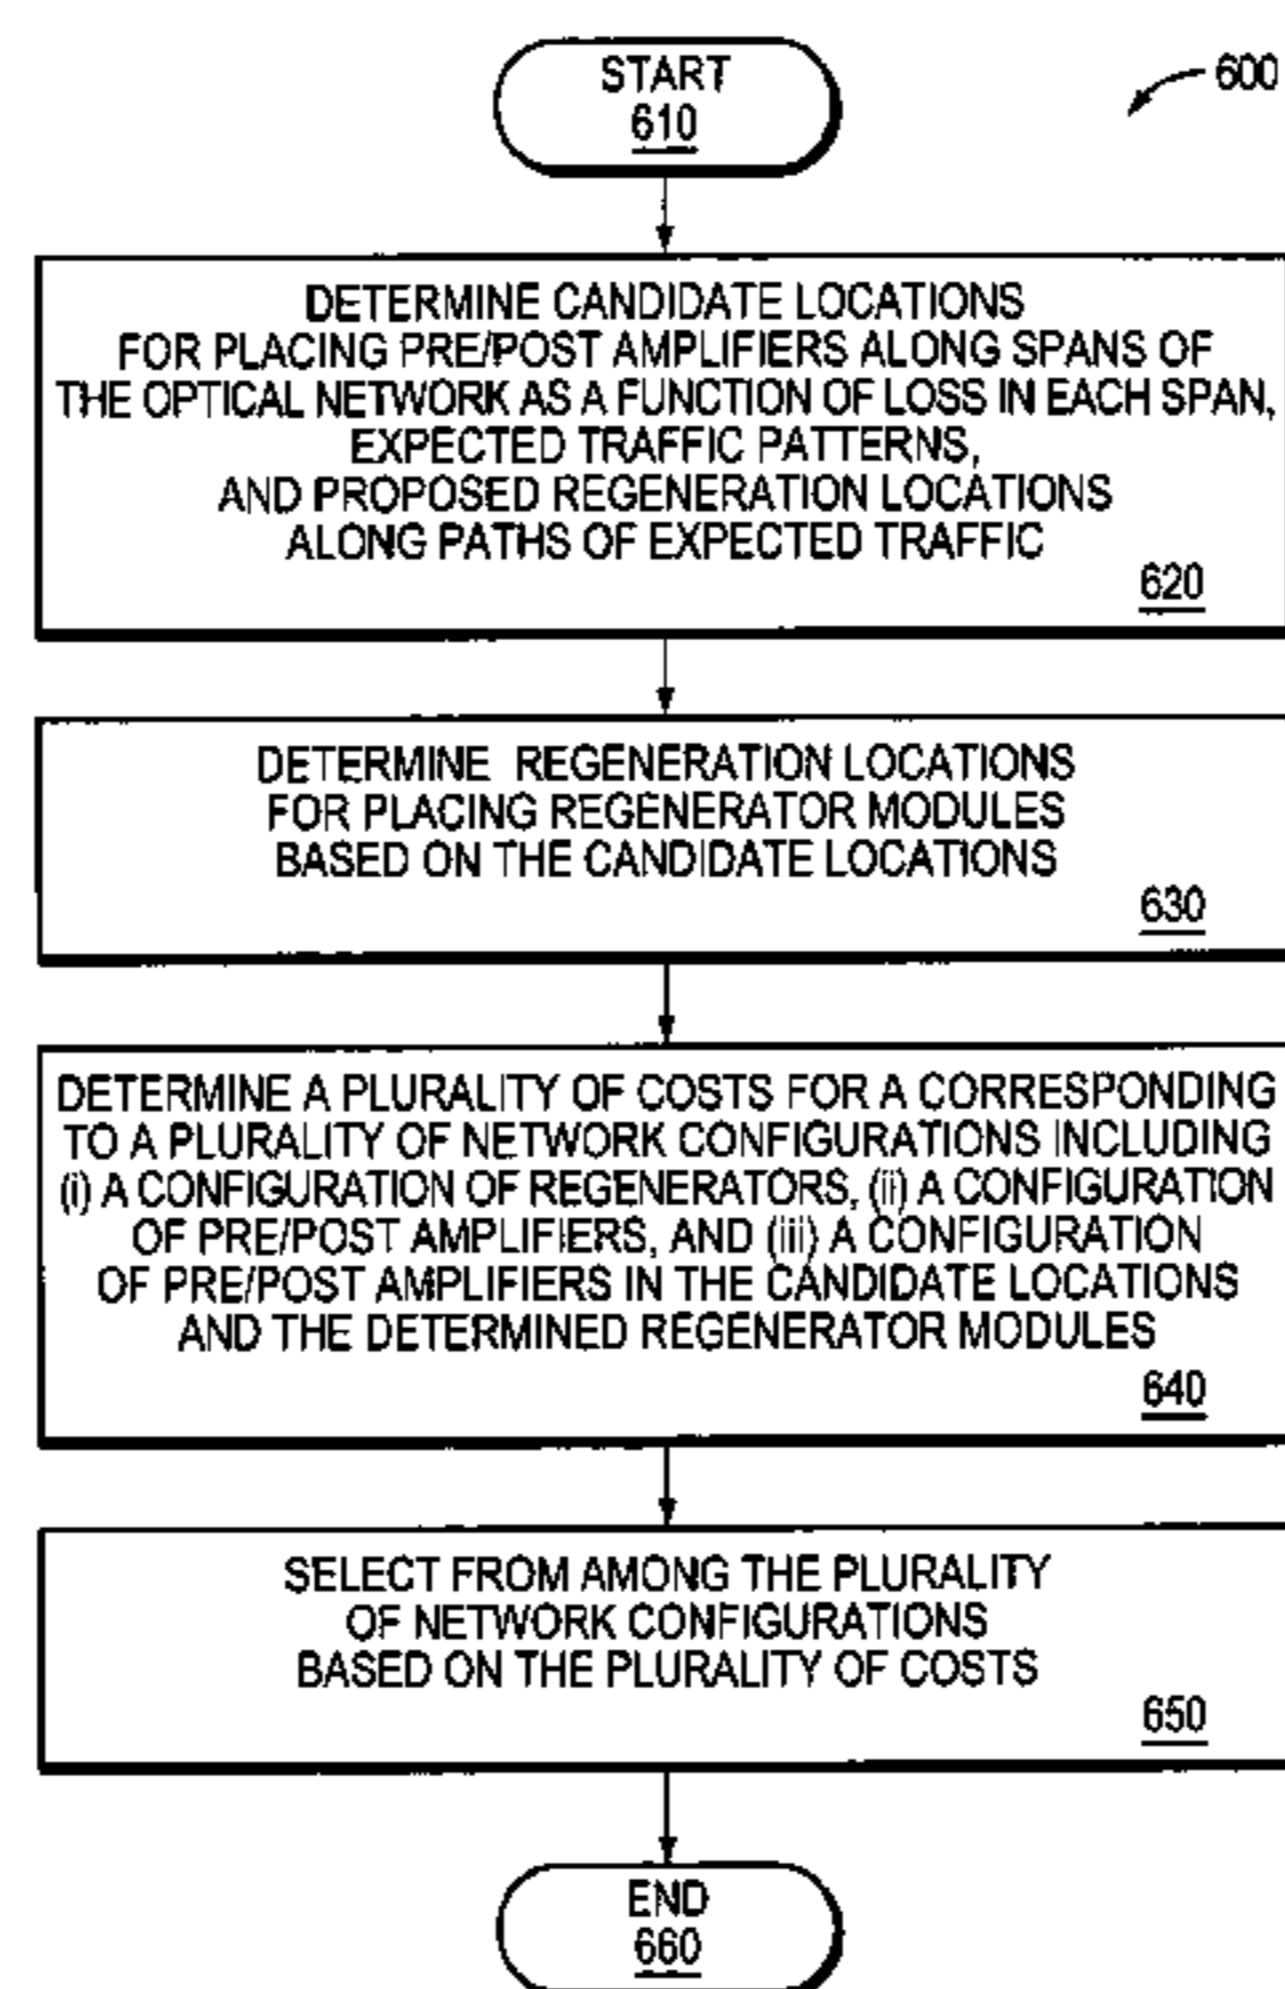 START
610
600
DETERMINE CANDIDATE LOCATIONS
FOR PLACING PRE/POST AMPLIFIERS ALONG SPANS OF
THE OPTICAL NETWORK AS A FUNCTION OF LOSS IN EACH SPAN,
EXPECTED TRAFFIC PATTERNS,
AND PROPOSED REGENERATION LOCATIONS
ALONG PATHS OF EXPECTED TRAFFIC
620
DETERMINE REGENERATION LOCATIONS
FOR PLACING REGENERATOR MODULES
BASED ON THE CANDIDATE LOCATIONS
630
DETERMINE A PLURALITY OF COSTS FOR A CORRESPONDING
TO A PLURALITY OF NETWORK CONFIGURATIONS INCLUDING
(i) A CONFIGURATION OF REGENERATORS, (ii) A CONFIGURATION
OF PRE/POST AMPLIFIERS, AND (iii) A CONFIGURATION
OF PRE/POST AMPLIFIERS IN THE CANDIDATE LOCATIONS
AND THE DETERMINED REGENERATOR MODULES
640
SELECT FROM AMONG THE PLURALITY
OF NETWORK CONFIGURATIONS
BASED ON THE PLURALITY OF COSTS
650
END
660